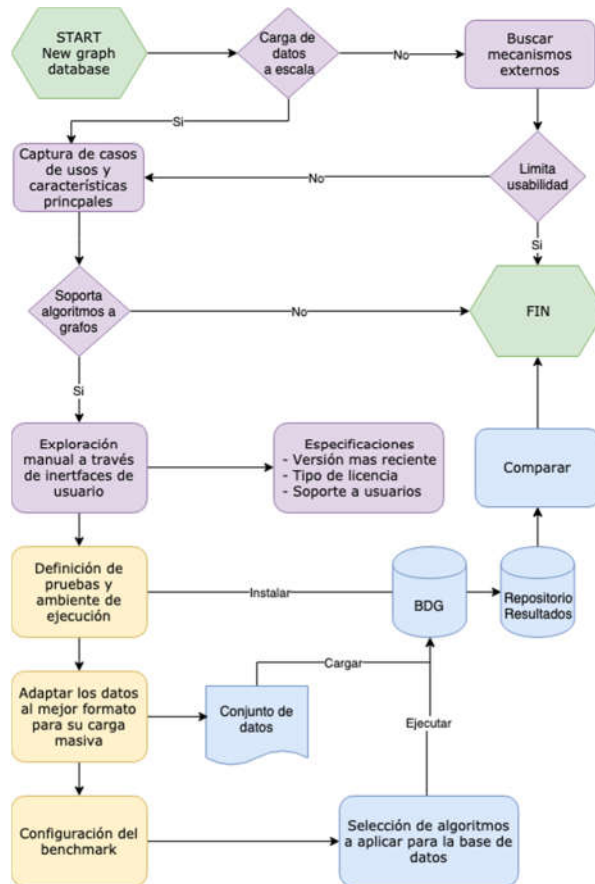 START
New graph
database
Carga de
datos
a escala
No
Buscar
mecanismos
externos
Si
Captura de casos
de usos y
características
princpales
No
Limita
usabilidad
Si
Soporta
algoritmos a
grafos
No
FIN
Si
Exploración
manual a través
de inertfaces de
usuario
Especificaciones
- Versión mas reciente
- Tipo de licencia
- Soporte a usuarios
Comparar
Definición de
pruebas y
ambiente de
ejecución
Instalar
BDG
Repositorio
Resultados
Adaptar los datos
al mejor formato
para su carga
masiva
Conjunto de
datos
Cargar
Ejecutar
Configuración del
benchmark
Selección de algoritmos
a aplicar para la base de
datos